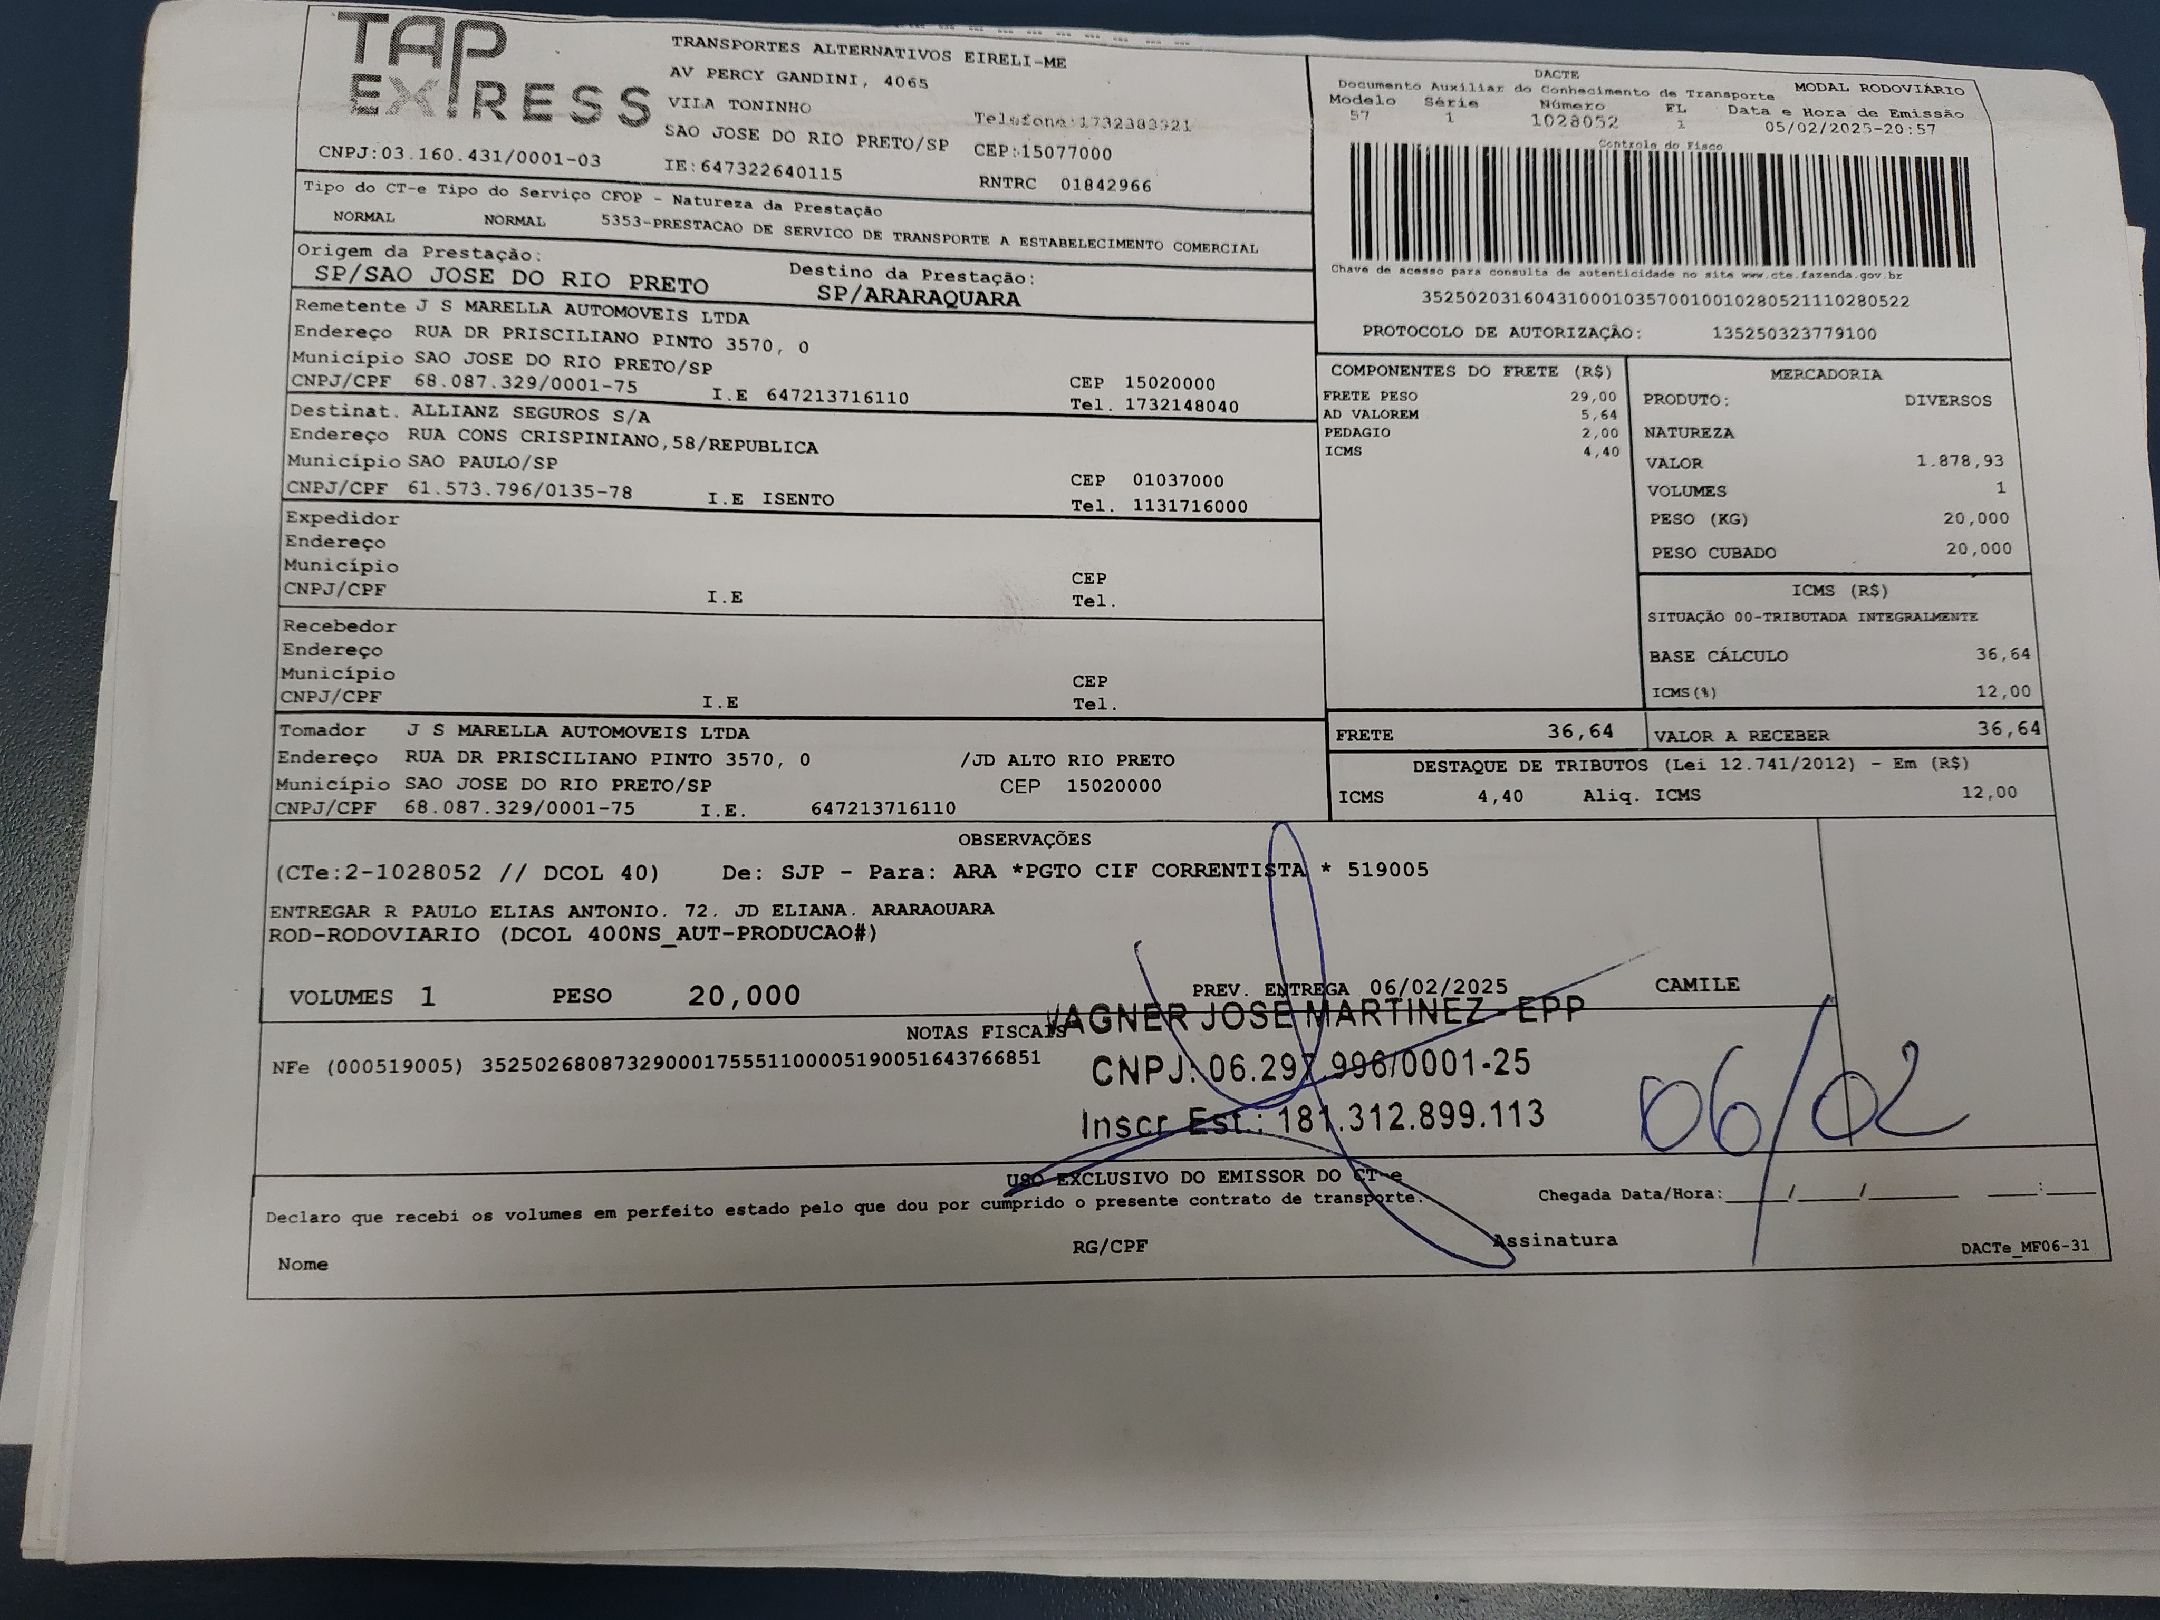 TAP
EXPRESS
TRANSPORTES ALTERNATIVOS EIRELI-ME
AV PERCY GANDINI, 4065
VILA TONINHO
Telefone:1732383921
SAO JOSE DO RIO PRETO/SP CEP:15077000
CNPJ:03.160.431/0001-03 IE:647322640115 RNTRC 01842966
DACTE
Documento Auxiliar do Conhecimento de Transporte MODAL RODOVIÁRIO
Modelo Série Número FL Data e Hora de Emissão
57 1 1028052 1 05/02/2025-20:57
Controle do Fisco
Chave de acesso para consulta de autenticidade no site www.cte.fazenda.gov.br
35250203160431000103570010010280521110280522
PROTOCOLO DE AUTORIZAÇÃO: 135250323779100
Tipo do CT-e Tipo do Serviço CFOP - Natureza da Prestação
NORMAL NORMAL 5353-PRESTACAO DE SERVICO DE TRANSPORTE A ESTABELECIMENTO COMERCIAL
Origem da Prestação: Destino da Prestação:
SP/SAO JOSE DO RIO PRETO SP/ARARAQUARA
Remetente J S MARELLA AUTOMOVEIS LTDA
Endereço RUA DR PRISCILIANO PINTO 3570, 0
Município SAO JOSE DO RIO PRETO/SP CEP 15020000
CNPJ/CPF 68.087.329/0001-75 I.E 647213716110 Tel. 1732148040
Destinat. ALLIANZ SEGUROS S/A
Endereço RUA CONS CRISPINIANO,58/REPUBLICA
Município SAO PAULO/SP CEP 01037000
CNPJ/CPF 61.573.796/0135-78 I.E ISENTO Tel. 1131716000
Expedidor
Endereço
Município CEP
CNPJ/CPF I.E Tel.
Recebedor
Endereço
Município CEP
CNPJ/CPF I.E Tel.
Tomador J S MARELLA AUTOMOVEIS LTDA
Endereço RUA DR PRISCILIANO PINTO 3570, 0 /JD ALTO RIO PRETO
Município SAO JOSE DO RIO PRETO/SP CEP 15020000
CNPJ/CPF 68.087.329/0001-75 I.E. 647213716110
COMPONENTES DO FRETE (R$)
FRETE PESO 29,00
AD VALOREM 5,64
PEDAGIO 2,00
ICMS 4,40
MERCADORIA
PRODUTO: DIVERSOS
NATUREZA
VALOR 1.878,93
VOLUMES 1
PESO (KG) 20,000
PESO CUBADO 20,000
ICMS (R$)
SITUAÇÃO 00-TRIBUTADA INTEGRALMENTE
BASE CÁLCULO 36,64
ICMS(%) 12,00
FRETE 36,64 VALOR A RECEBER 36,64
DESTAQUE DE TRIBUTOS (Lei 12.741/2012) - Em (R$)
ICMS 4,40 Aliq. ICMS 12,00
OBSERVAÇÕES
(CTe:2-1028052 // DCOL 40) De: SJP - Para: ARA *PGTO CIF CORRENTISTA * 519005
ENTREGAR R PAULO ELIAS ANTONIO. 72. JD ELIANA. ARARAQUARA
ROD-RODOVIARIO (DCOL 400NS_AUT-PRODUCAO#)
VOLUMES 1 PESO 20,000 PREV. ENTREGA 06/02/2025 CAMILE
NOTAS FISCAIS
NFe (000519005) 35250268087329000175551100005190051643766851
VAGNER JOSE MARTINEZ - EPP
CNPJ: 06.297.996/0001-25
Inscr. Est.: 181.312.899.113
06/02
USO EXCLUSIVO DO EMISSOR DO CT-e
Declaro que recebi os volumes em perfeito estado pelo que dou por cumprido o presente contrato de transporte. Chegada Data/Hora:____/____/______ ___:___
Nome RG/CPF Assinatura DACTe_MF06-31